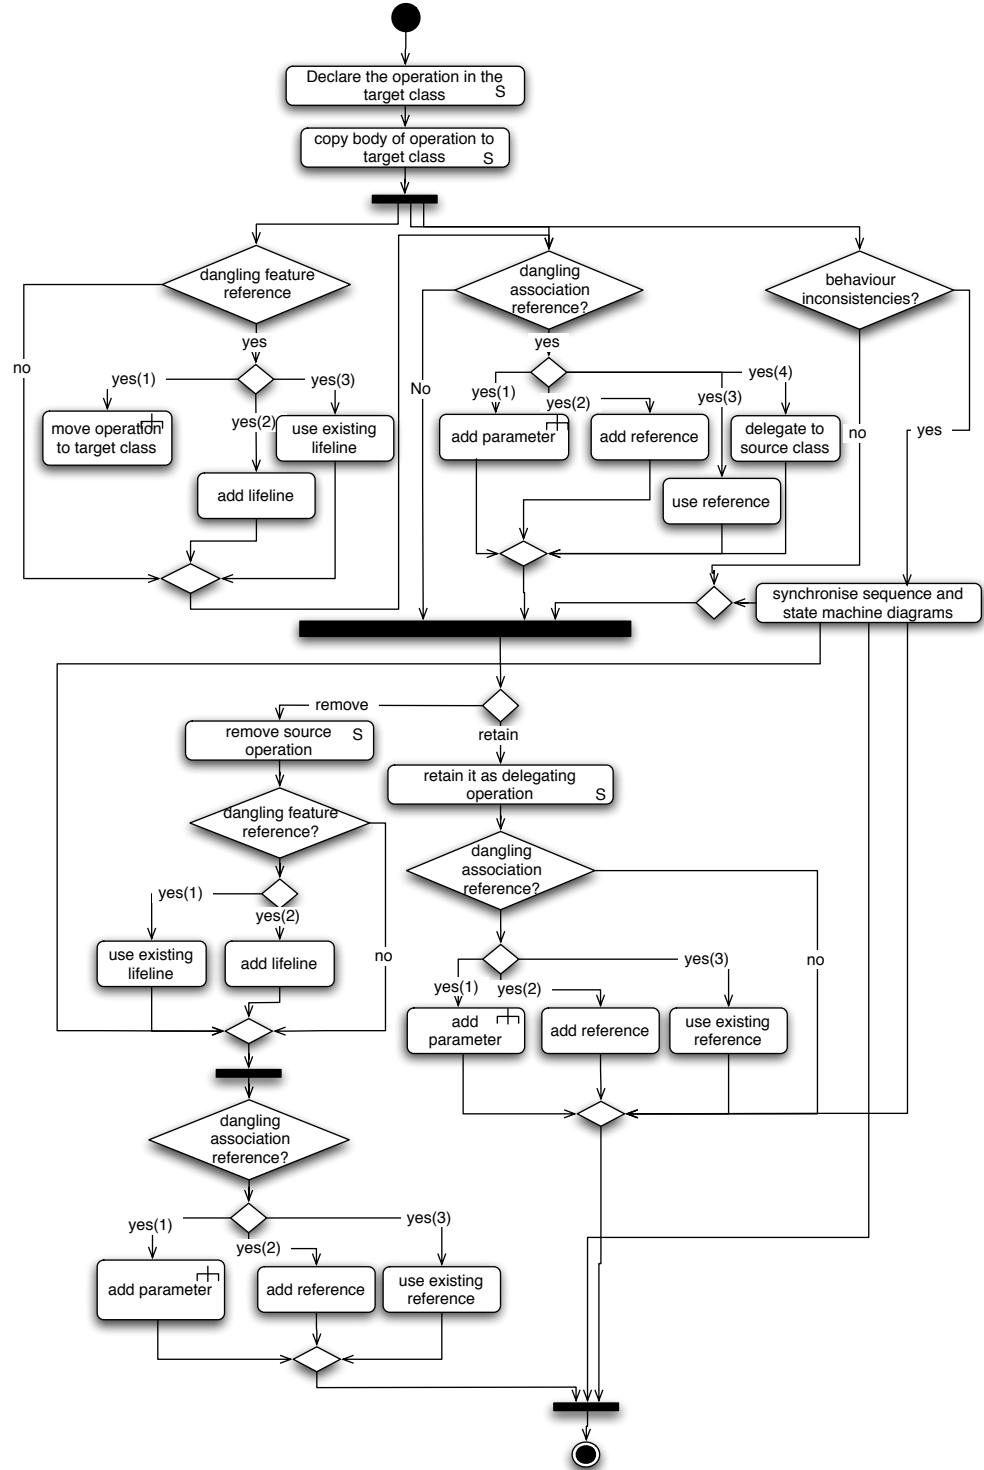 Declare the operation in the
target class
S
copy body of operation to
target class
S
dangling feature
reference
dangling
association
reference?
behaviour
inconsistencies?
yes
yes
no
No
yes(1)
yes(3)
yes(2)
yes(1)
yes(2)
yes(3)
yes(4)
no
yes
move operation
to target class
use existing
lifeline
add parameter
add reference
delegate to
source class
add lifeline
use reference
synchronise sequence and
state machine diagrams
remove
retain
remove source
operation
S
retain it as delegating
operation
S
dangling feature
reference?
dangling
association
reference?
yes(1)
yes(2)
no
use existing
lifeline
add lifeline
yes(1)
yes(2)
yes(3)
no
add
parameter
add reference
use existing
reference
dangling
association
reference?
yes(1)
yes(2)
yes(3)
add parameter
add reference
use existing
reference